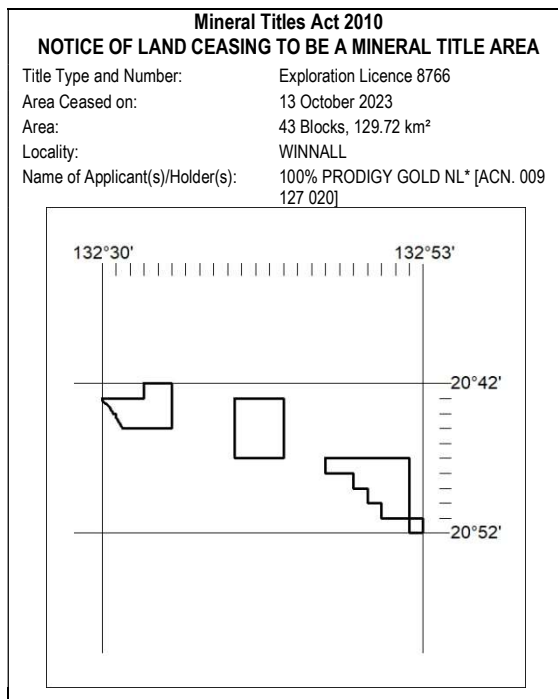 Mineral Titles Act 2010
NOTICE OF LAND CEASING TO BE A MINERAL TITLE AREA
Title Type and Number: Exploration Licence 8766
Area Ceased on: 13 October 2023
Area: 43 Blocks, 129.72 km²
Locality: WINNALL
Name of Applicant(s)/Holder(s): 100% PRODIGY GOLD NL* [ACN. 009
127 020]
132°30' 132°53'
20°42'
20°52'